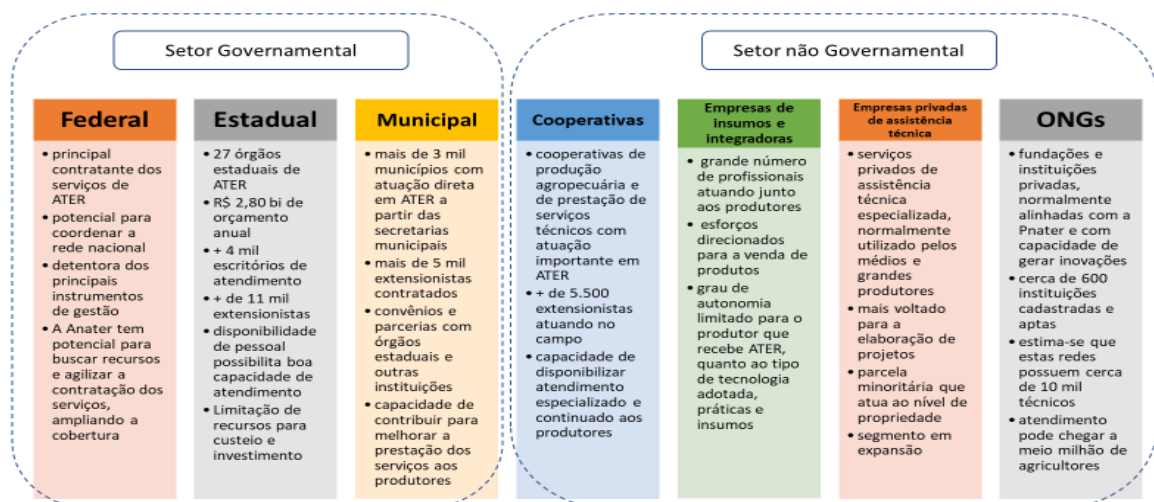 Setor Governamental
Setor não Governamental
Federal
• principal
contratante dos
serviços de
ATER
• potencial para
coordenar a
rede nacional
• detentora dos
principais
instrumentos
de gestão
• A Anater tem
potencial para
buscar recursos
e agilizar a
contratação dos
serviços,
ampliando a
cobertura
Estadual
• 27 órgãos
estaduais de
ATER
• R$ 2,80 bi de
orçamento
anual
• + 4 mil
escritórios de
atendimento
• + de 11 mil
extensionistas
• disponibilidade
de pessoal
possibilita boa
capacidade de
atendimento
• Limitação de
recursos para
custeio e
investimento
Municipal
• mais de 3 mil
municípios com
atuação direta
em ATER a
partir das
secretarias
municipais
• mais de 5 mil
extensionistas
contratados
• convênios e
parcerias com
órgãos
estaduais e
outras
instituições
• capacidade de
contribuir para
melhorar a
prestação dos
serviços aos
produtores
Cooperativas
• cooperativas de
produção
agropecuária e
de prestação de
serviços
técnicos com
atuação
importante em
ATER
• + de 5.500
extensionistas
atuando no
campo
• capacidade de
disponibilizar
atendimento
especializado e
continuado aos
produtores
Empresas de
insumos e
integradoras
• grande número
de profissionais
atuando junto
aos produtores
• esforços
direcionados
para a venda de
produtos
• grau de
autonomia
limitado para o
produtor que
recebe ATER,
quanto ao tipo
de tecnologia
adotada,
práticas e
insumos
Empresas privadas
de assistência
técnica
• serviços
privados de
assistência
técnica
especializada,
normalmente
utilizado pelos
médios e
grandes
produtores
• mais voltado
para a
elaboração de
projetos
• parcela
minoritária que
atua ao nível de
propriedade
• segmento em
expansão
ONGs
• fundações e
instituições
privadas,
normalmente
alinhadas com a
Pnater e com
capacidade de
gerar inovações
• cerca de 600
instituições
cadastradas e
aptas
• estima-se que
estas redes
possuem cerca
de 10 mil
técnicos
• atendimento
pode chegar a
meio milhão de
agricultores